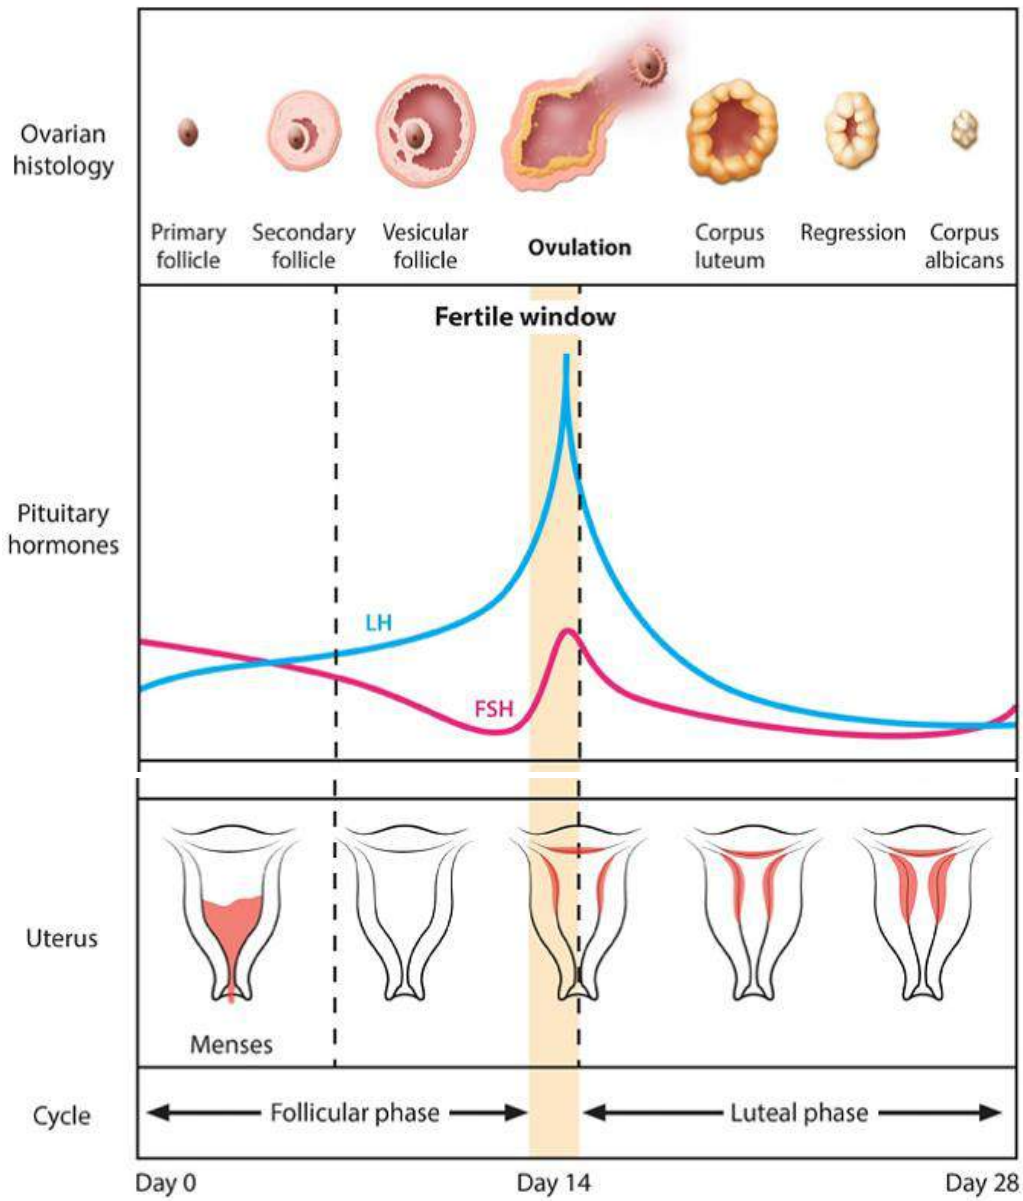 Ovarian
histology
Primary
follicle
Secondary
follicle
Vesicular
follicle
Ovulation
Corpus
luteum
Regression
Corpus
albicans
Fertile window
Pituitary
hormones
LH
FSH
Uterus
Menses
Cycle
Follicular phase
Luteal phase
Day 0
Day 14
Day 28